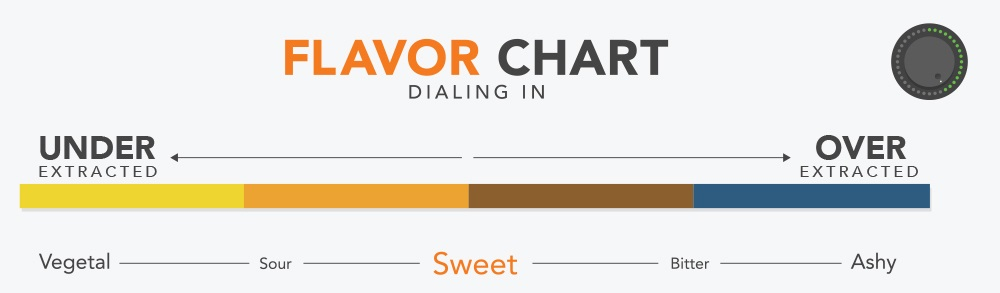 FLAVOR CHART
DIALING IN
UNDER OVER
EXTRACTED EXTRACTED
Vegetal Sour Sweet Bitter Ashy